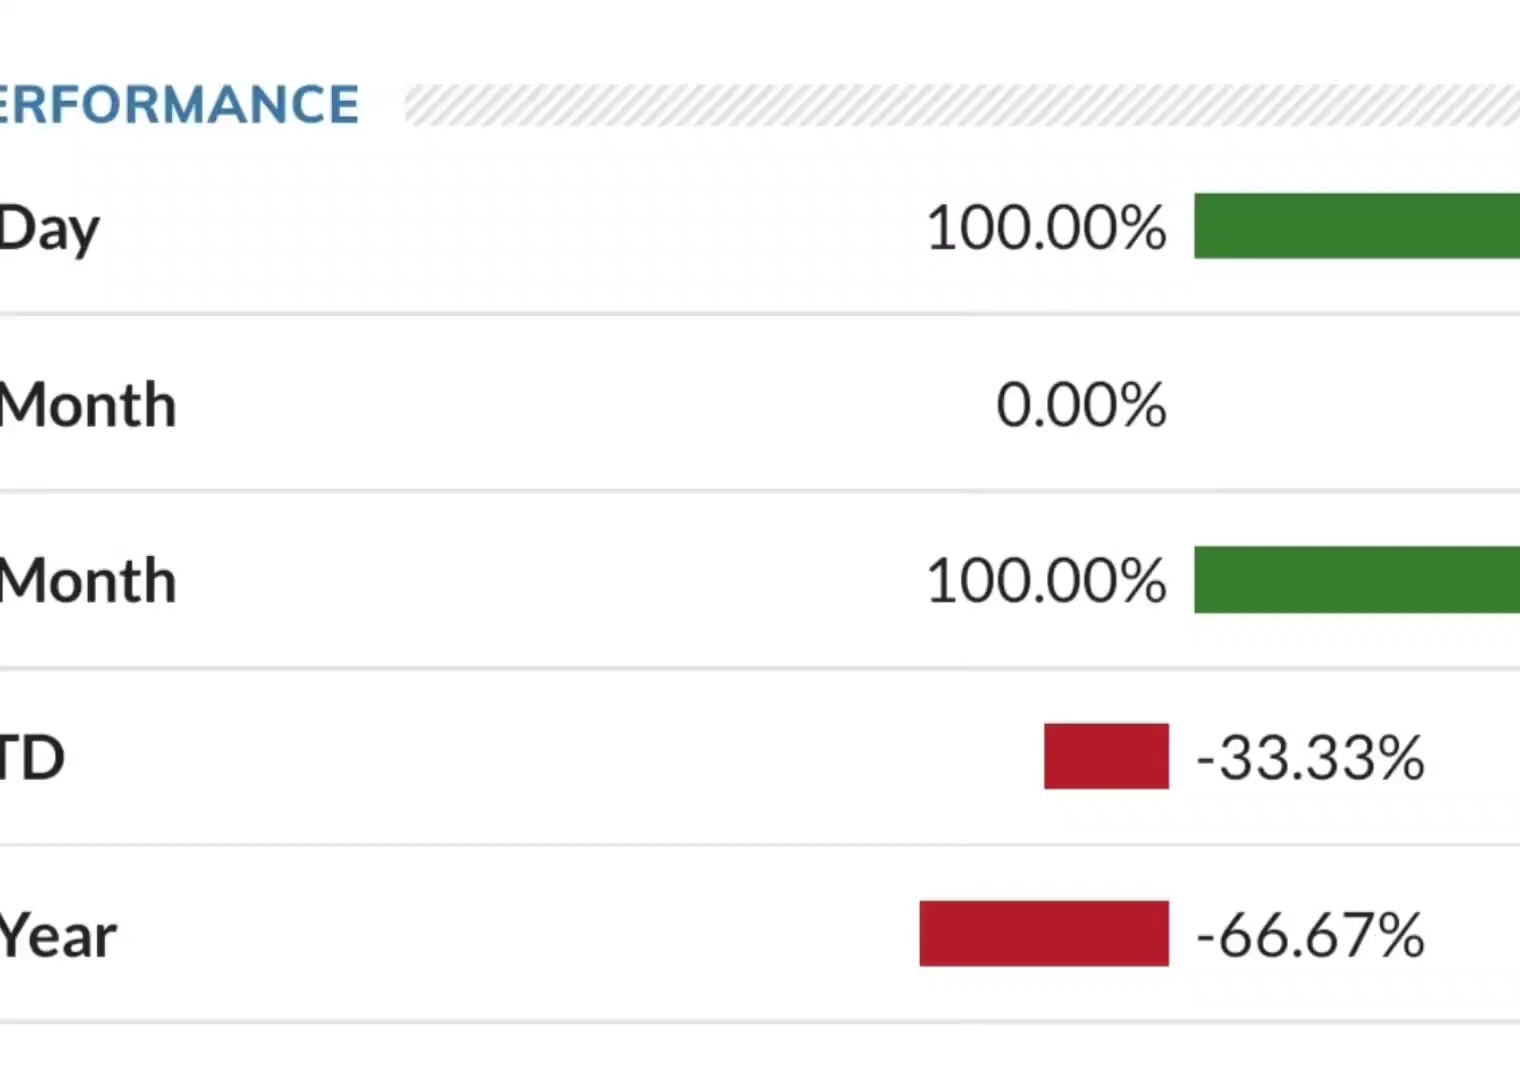 ERFORMANCE
Day 100.00%
Month 0.00%
Month 100.00%
TD -33.33%
Year -66.67%